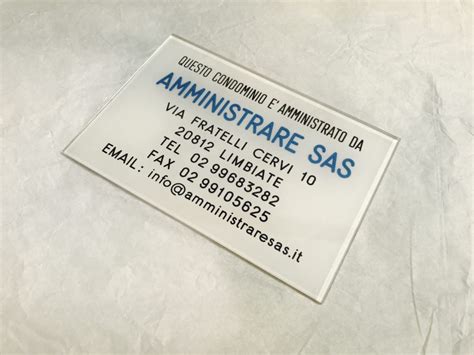 QUESTO CONDOMINIO E' AMMINISTRATO DA
AMMINISTRARE SAS
VIA FRATELLI CERVI 10
20812 LIMBIATE
TEL 02 99683282
FAX 02 99105625
EMAIL: info@amministraresas.it